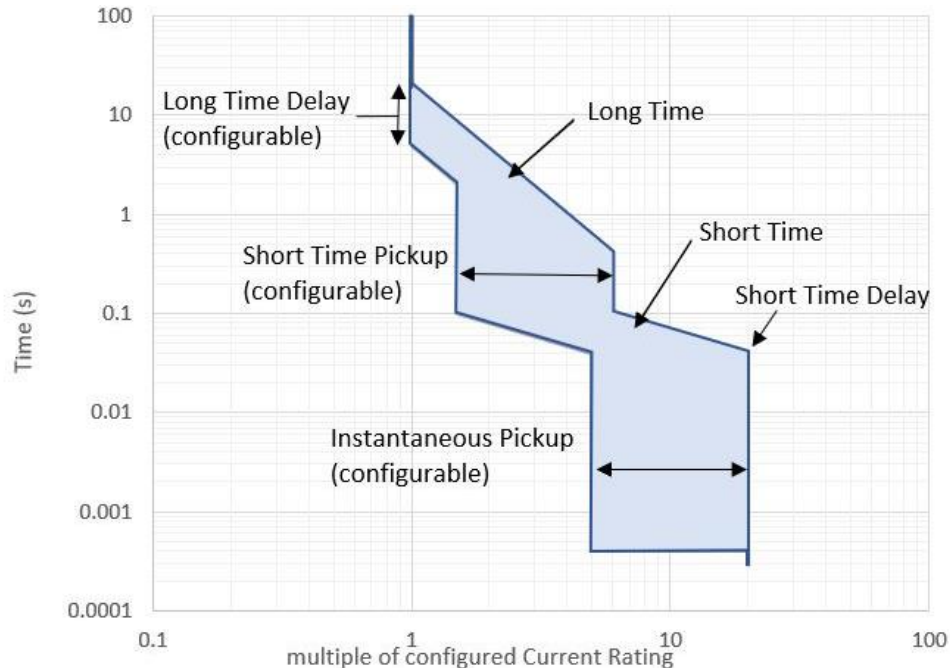 100
Long Time Delay
(configurable)
Long Time
10
1
Short Time Pickup
(configurable)
Short Time
Short Time Delay
0.1
Time (s)
0.01
Instantaneous Pickup
(configurable)
0.001
0.0001
0.1
1
10
100
multiple of configured Current Rating